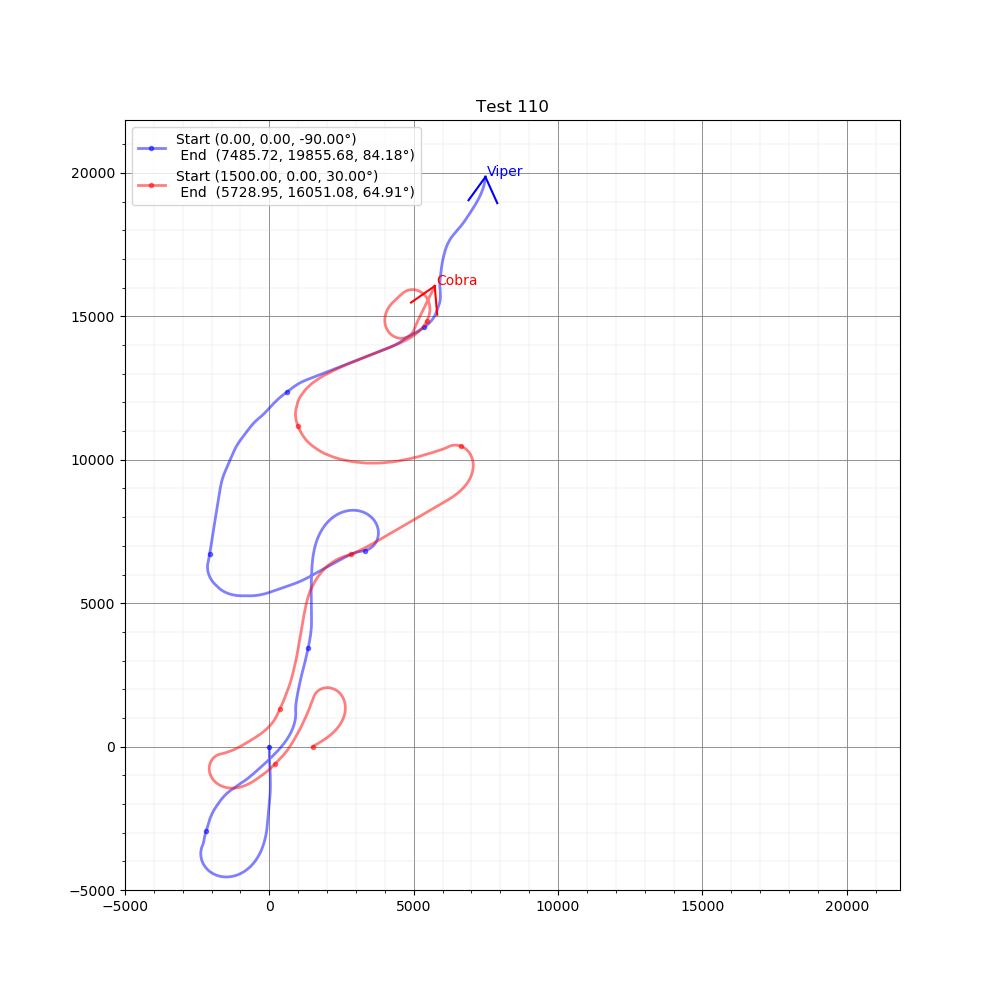 Test 110
Start (0.00, 0.00, -90.00°)
End (7485.72, 19855.68, 84.18°)
Start (1500.00, 0.00, 30.00°)
End (5728.95, 16051.08, 64.91°)
20000
Viper
Cobra
15000
10000
5000
0
−5000
−5000 0 5000 10000 15000 20000